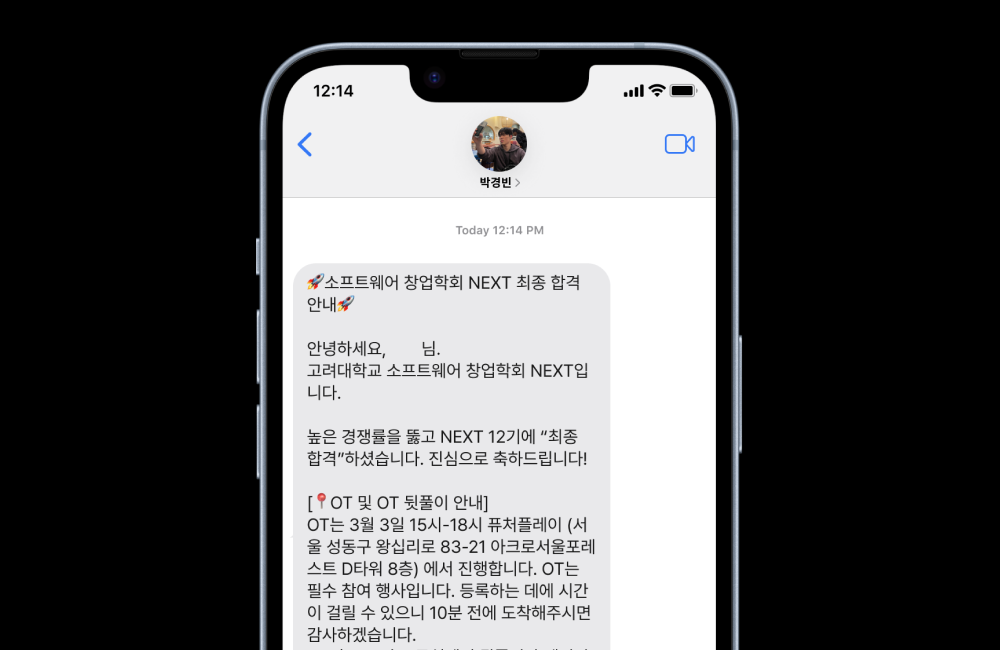 12:14
박경빈
Today 12:14 PM
🚀소프트웨어 창업학회 NEXT 최종 합격
안내🚀
안녕하세요, 님.
고려대학교 소프트웨어 창업학회 NEXT입
니다.
높은 경쟁률을 뚫고 NEXT 12기에 “최종
합격”하셨습니다. 진심으로 축하드립니다!
[📍OT 및 OT 뒷풀이 안내]
OT는 3월 3일 15시-18시 퓨처플레이 (서
울 성동구 왕십리로 83-21 아크로서울포레
스트 D타워 8층) 에서 진행합니다. OT는
필수 참여 행사입니다. 등록하는 데에 시간
이 걸릴 수 있으니 10분 전에 도착해주시면
감사하겠습니다.